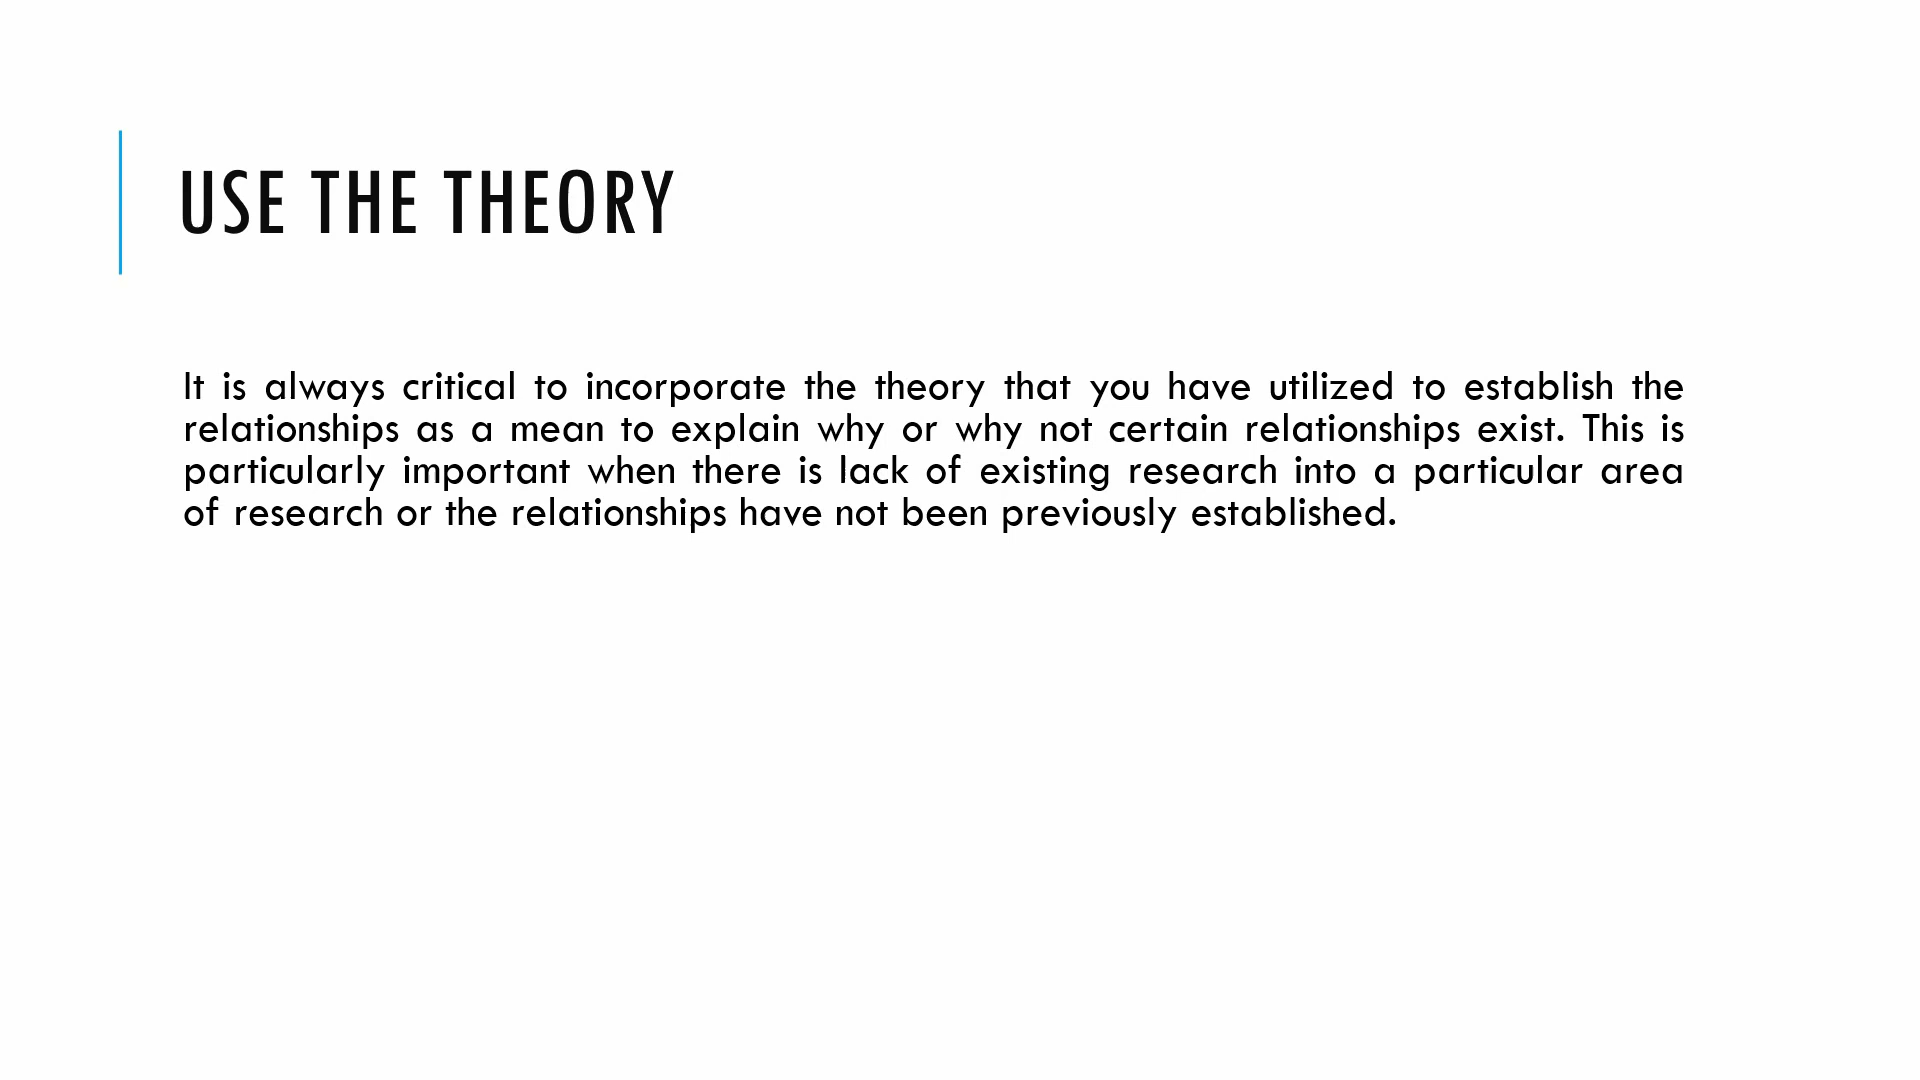 USE THE THEORY
It is always critical to incorporate the theory that you have utilized to establish the
relationships as a mean to explain why or why not certain relationships exist. This is
particularly important when there is lack of existing research into a particular area
of research or the relationships have not been previously established.